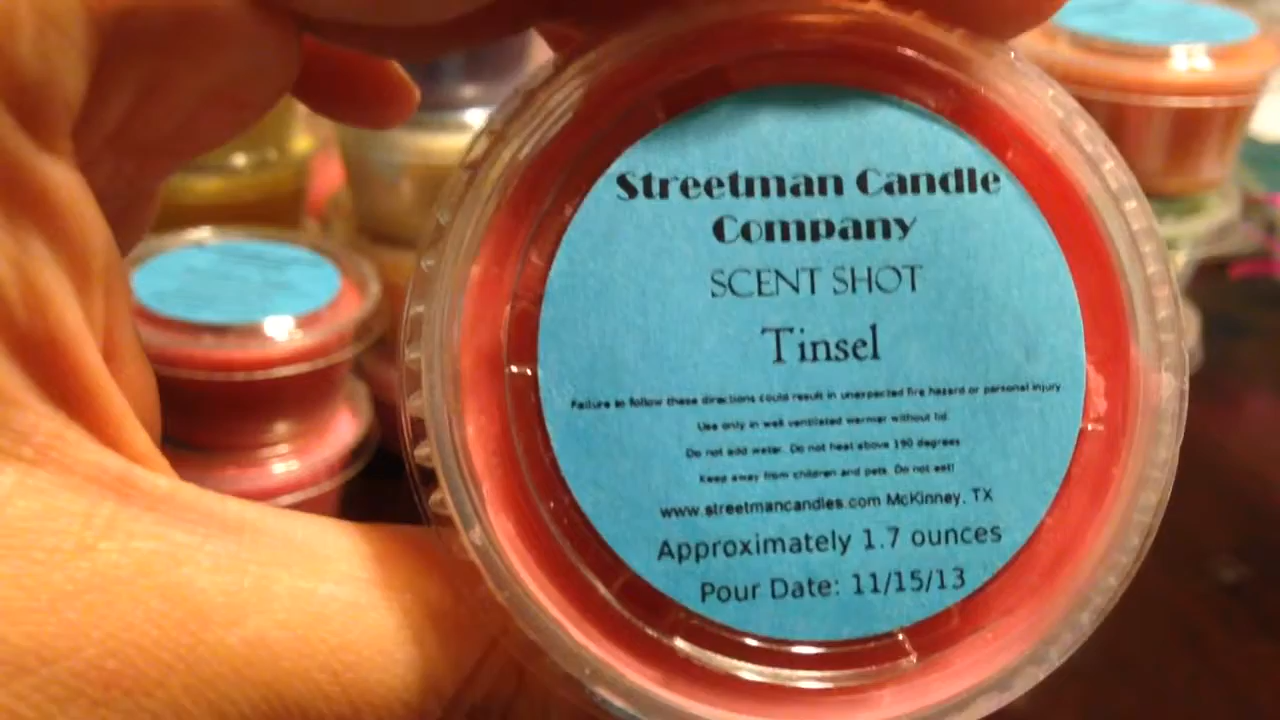 Streetman Candle
Company
SCENT SHOT
Tinsel
Failure to follow these directions could result in unexpected fire hazard or personal injury
Use only in well ventilated warmer without lid.
Do not add water. Do not heat above 190 degrees
Keep away from children and pets. Do not eat!
www.streetmancandles.com McKinney, TX
Approximately 1.7 ounces
Pour Date: 11/15/13